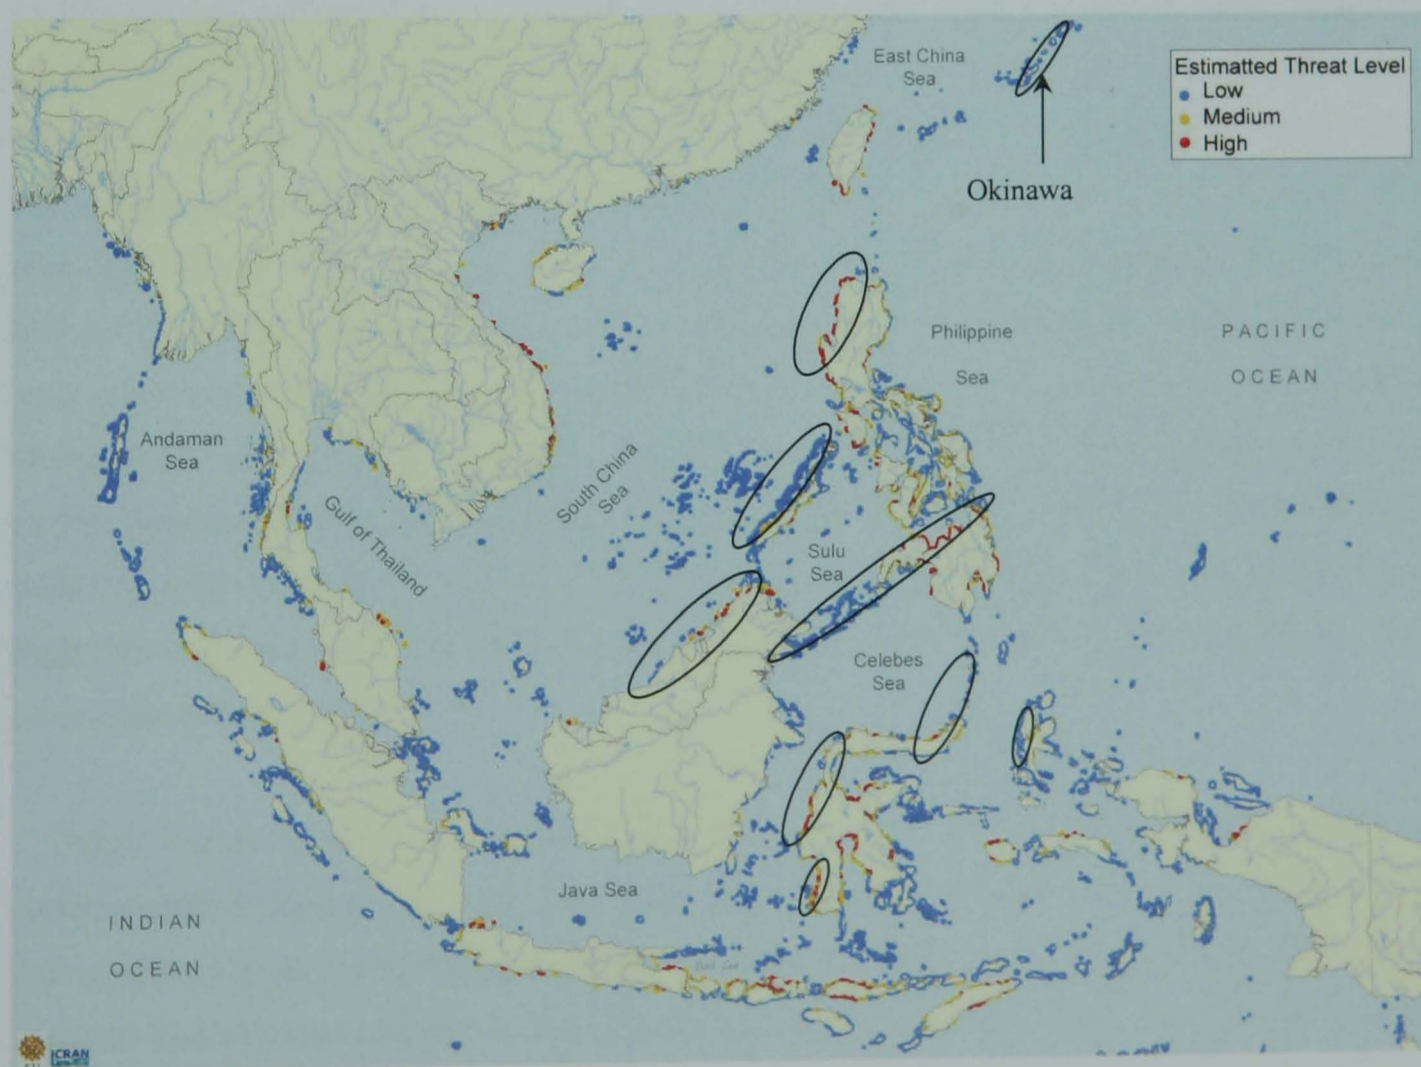 East China
Sea
Estimatted Threat Level
Low
Medium
High
Okinawa
Philippine
Sea
PACIFIC
OCEAN
Andaman
Sea
South China
Sea
Gulf of Thailand
Sulu
Sea
Celebes
Sea
Java Sea
INDIAN
OCEAN
ICRAN